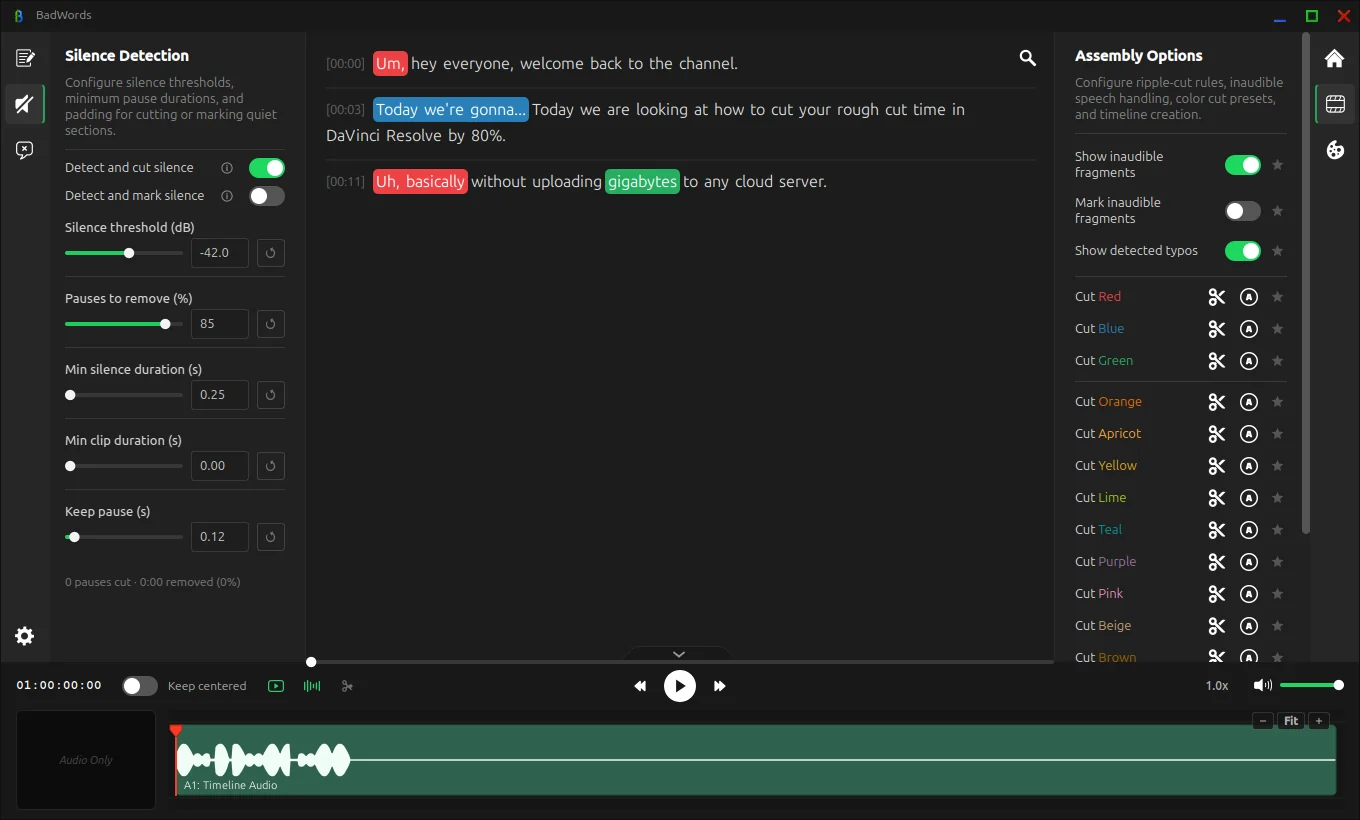 BadWords
Silence Detection
Configure silence thresholds,
minimum pause durations, and
padding for cutting or marking quiet
sections.
Detect and cut silence
Detect and mark silence
Silence threshold (dB)
-42.0
Pauses to remove (%)
85
Min silence duration (s)
0.25
Min clip duration (s)
0.00
Keep pause (s)
0.12
0 pauses cut · 0:00 removed (0%)
[00:00] Um, hey everyone, welcome back to the channel.
[00:03] Today we're gonna... Today we are looking at how to cut your rough cut time in
DaVinci Resolve by 80%.
[00:11] Uh, basically without uploading gigabytes to any cloud server.
Assembly Options
Configure ripple-cut rules, inaudible
speech handling, color cut presets,
and timeline creation.
Show inaudible
fragments
Mark inaudible
fragments
Show detected typos
Cut Red A
Cut Blue A
Cut Green A
Cut Orange A
Cut Apricot A
Cut Yellow A
Cut Lime A
Cut Teal A
Cut Purple A
Cut Pink A
Cut Beige A
Cut Brown A
01:00:00:00
Keep centered
1.0x
Audio Only
− Fit +
A1: Timeline Audio